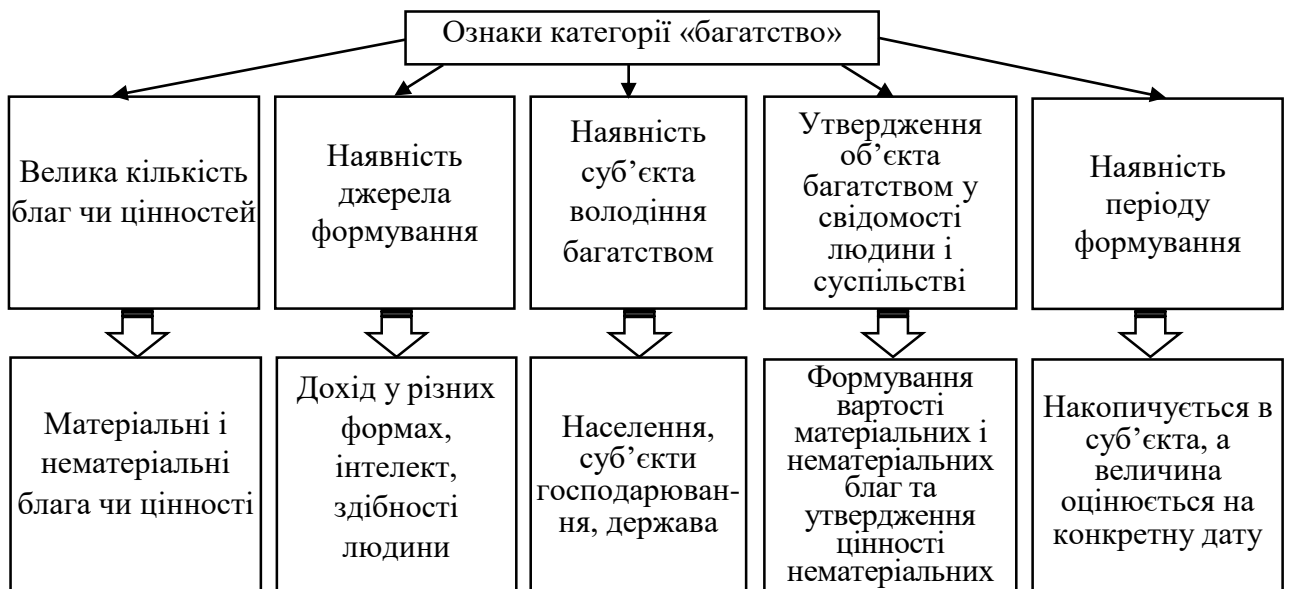 Ознаки категорії «багатство»
Велика кількість
благ чи цінностей
Наявність
джерела
формування
Наявність
суб’єкта
володіння
багатством
Утвердження
об’єкта
багатством у
свідомості
людини і
суспільстві
Наявність
періоду
формування
Матеріальні і
нематеріальні
блага чи цінності
Дохід у різних
формах,
інтелект,
здібності
людини
Населення,
суб’єкти
господарюван-
ня, держава
Формування
вартості
матеріальних і
нематеріальних
благ та
утвердження
цінності
нематеріальних
Накопичується в
суб’єкта, а
величина
оцінюється на
конкретну дату